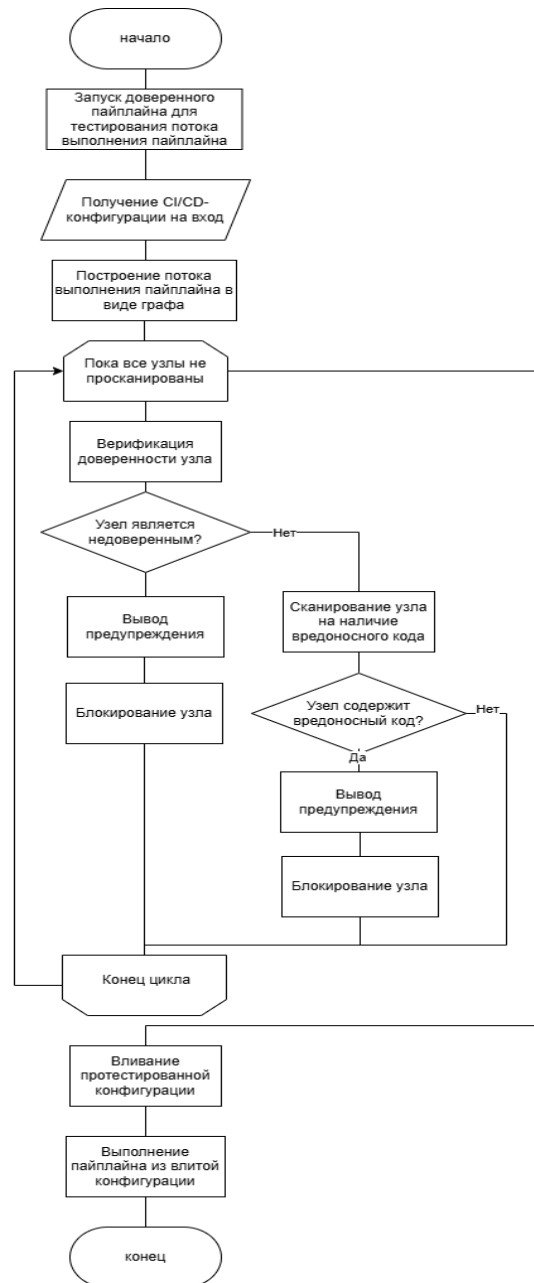 начало
Запуск доверенного
пайплайна для
тестирования потока
выполнения пайплайна
Получение CI/CD-
конфигурации на вход
Построение потока
выполнения пайплайна в
виде графа
Пока все узлы не
просканированы
Верификация
доверенности узла
Узел является
недоверенным?
Нет
Вывод
предупреждения
Блокирование узла
Сканирование узла
на наличие
вредоносного кода
Узел содержит
вредоносный код?
Нет
Да
Вывод
предупреждения
Блокирование узла
Конец цикла
Вливание
протестированной
конфигурации
Выполнение
пайплайна из влитой
конфигурации
конец